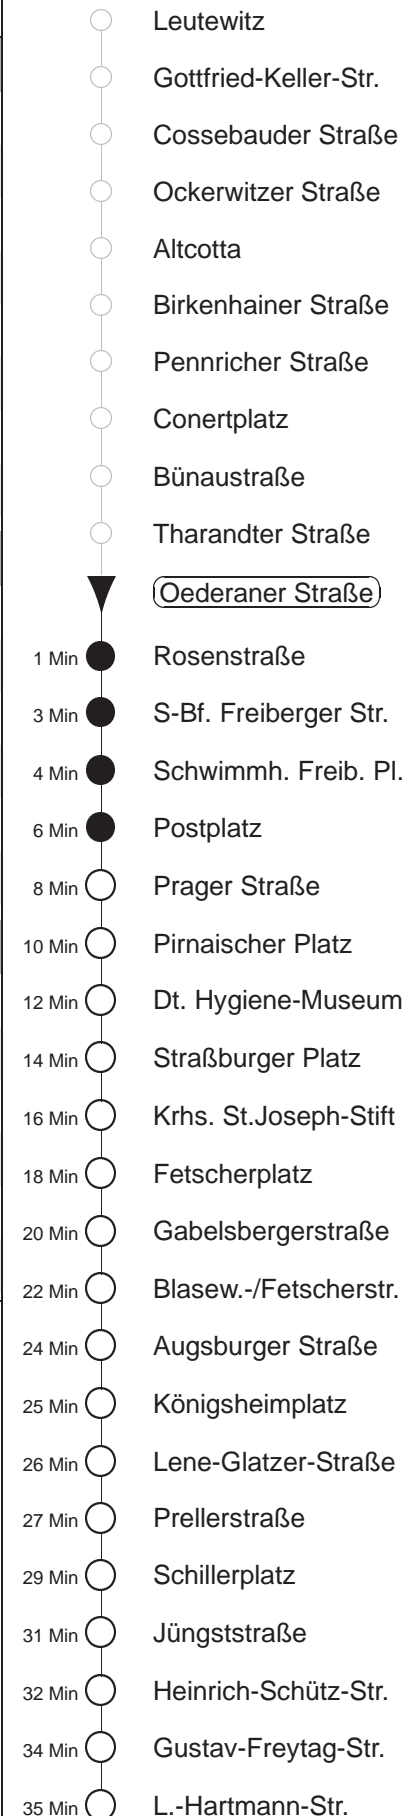 Leutewitz
Gottfried-Keller-Str.
Cossebauder Straße
Ockerwitzer Straße
Altcotta
Birkenhainer Straße
Pennricher Straße
Conertplatz
Bünaustraße
Tharandter Straße
Oederaner Straße
1 Min Rosenstraße
3 Min S-Bf. Freiberger Str.
4 Min Schwimmh. Freib. Pl.
6 Min Postplatz
8 Min Prager Straße
10 Min Pirnaischer Platz
12 Min Dt. Hygiene-Museum
14 Min Straßburger Platz
16 Min Krhs. St.Joseph-Stift
18 Min Fetscherplatz
20 Min Gabelsbergerstraße
22 Min Blasew.-/Fetscherstr.
24 Min Augsburger Straße
25 Min Königsheimplatz
26 Min Lene-Glatzer-Straße
27 Min Prellerstraße
29 Min Schillerplatz
31 Min Jüngststraße
32 Min Heinrich-Schütz-Str.
34 Min Gustav-Freytag-Str.
35 Min L.-Hartmann-Str.